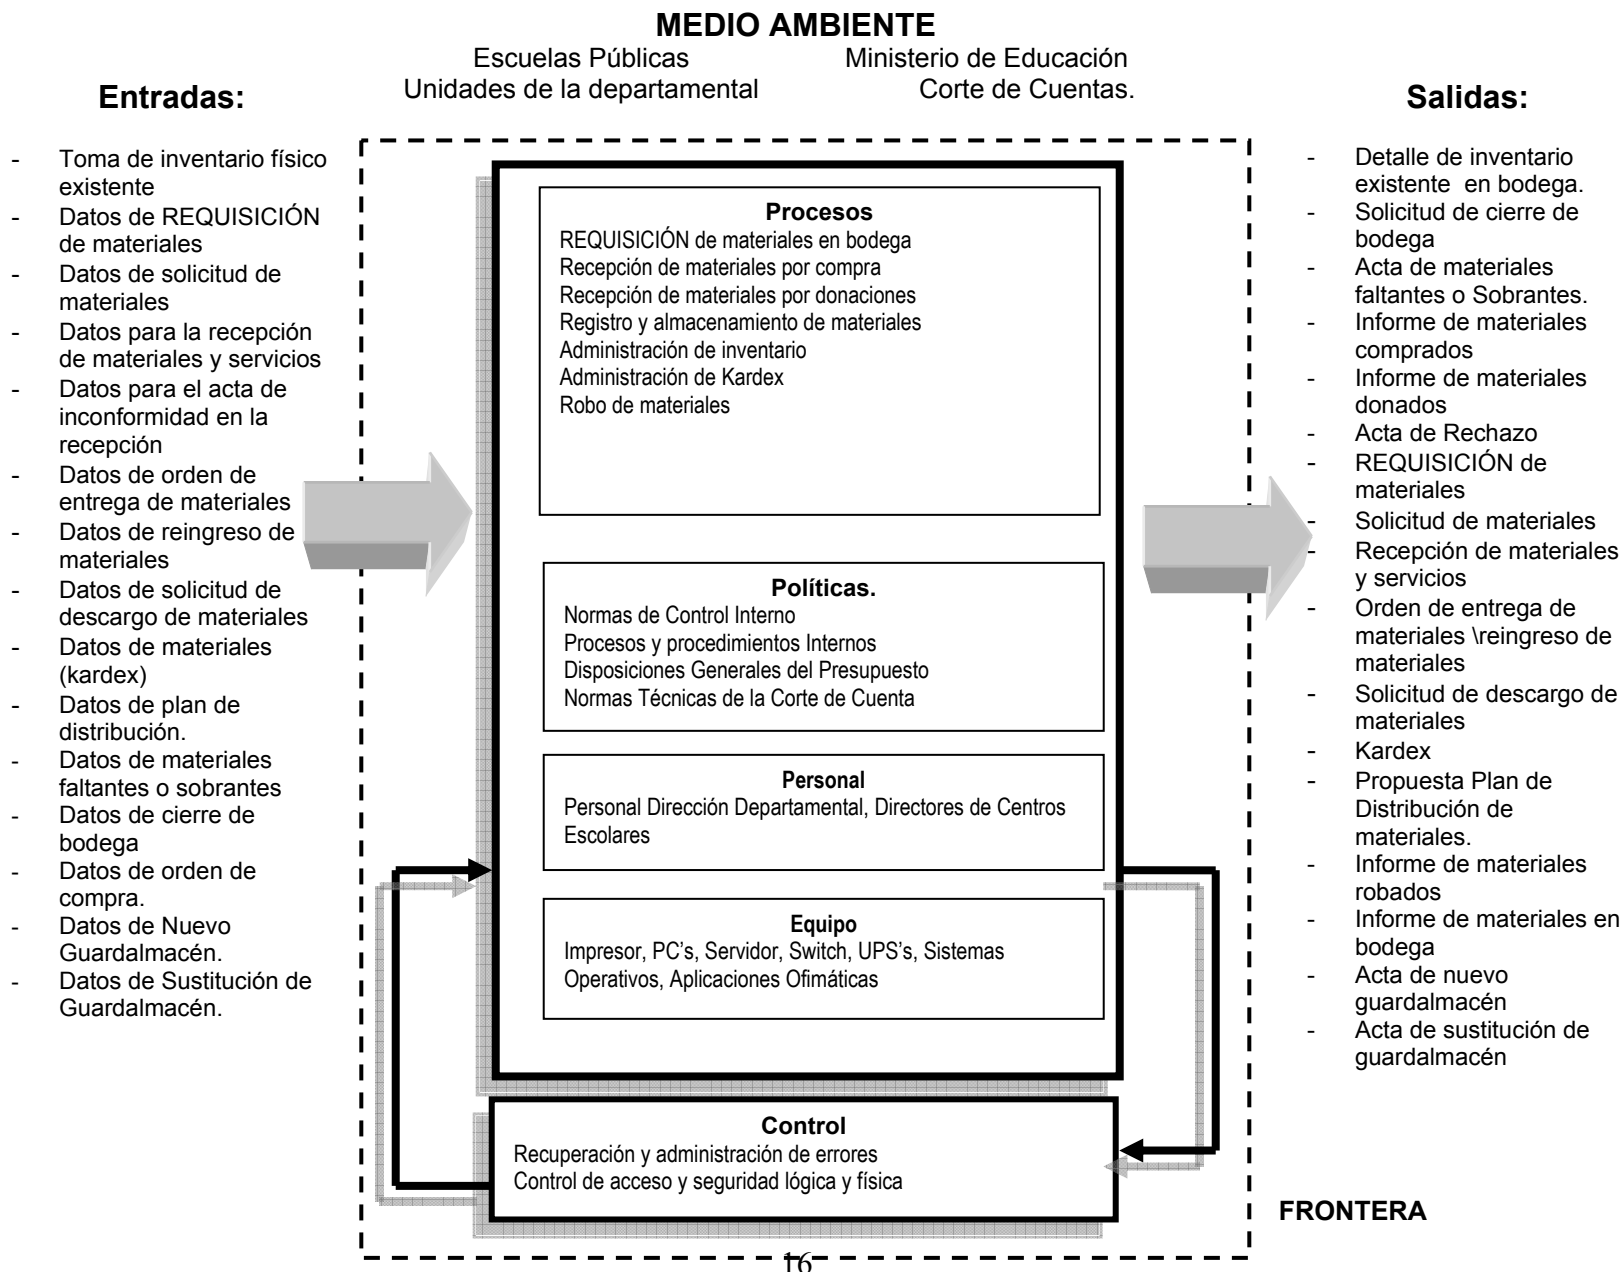 MEDIO AMBIENTE
Escuelas Públicas Ministerio de Educación
Unidades de la departamental Corte de Cuentas.
Entradas:
- Toma de inventario físico
existente
- Datos de REQUISICIÓN
de materiales
- Datos de solicitud de
materiales
- Datos para la recepción
de materiales y servicios
- Datos para el acta de
inconformidad en la
recepción
- Datos de orden de
entrega de materiales
- Datos de reingreso de
materiales
- Datos de solicitud de
descargo de materiales
- Datos de materiales
(kardex)
- Datos de plan de
distribución.
- Datos de materiales
faltantes o sobrantes
- Datos de cierre de
bodega
- Datos de orden de
compra.
- Datos de Nuevo
Guardalmacén.
- Datos de Sustitución de
Guardalmacén.
Procesos
REQUISICIÓN de materiales en bodega
Recepción de materiales por compra
Recepción de materiales por donaciones
Registro y almacenamiento de materiales
Administración de inventario
Administración de Kardex
Robo de materiales
Políticas.
Normas de Control Interno
Procesos y procedimientos Internos
Disposiciones Generales del Presupuesto
Normas Técnicas de la Corte de Cuenta
Personal
Personal Dirección Departamental, Directores de Centros
Escolares
Equipo
Impresor, PC's, Servidor, Switch, UPS's, Sistemas
Operativos, Aplicaciones Ofimáticas
Control
Recuperación y administración de errores
Control de acceso y seguridad lógica y física
Salidas:
- Detalle de inventario
existente en bodega.
- Solicitud de cierre de
bodega
- Acta de materiales
faltantes o Sobrantes.
- Informe de materiales
comprados
- Informe de materiales
donados
- Acta de Rechazo
- REQUISICIÓN de
materiales
- Solicitud de materiales
- Recepción de materiales
y servicios
- Orden de entrega de
materiales \reingreso de
materiales
- Solicitud de descargo de
materiales
- Kardex
- Propuesta Plan de
Distribución de
materiales.
- Informe de materiales
robados
- Informe de materiales en
bodega
- Acta de nuevo
guardalmacén
- Acta de sustitución de
guardalmacén
FRONTERA
16